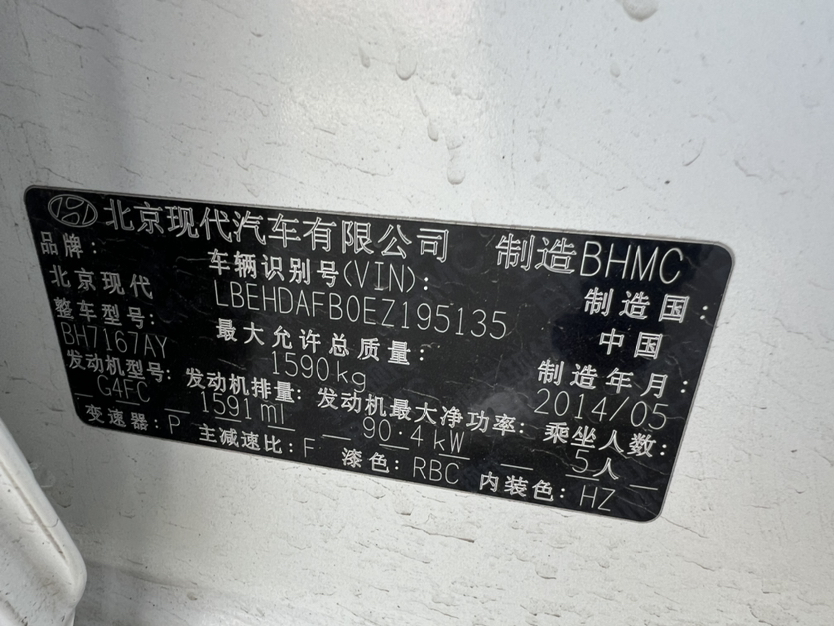 北京现代汽车有限公司 制造BHMC
品牌: 车辆识别号(VIN): 制造国:
北京现代 LBEHDAFB0EZ195135 中国
整车型号: 最大允许总质量: 制造年月:
BH7167AY 1590kg 2014/05
发动机型号: 发动机排量: 发动机最大净功率: 乘坐人数:
G4FC 1591ml 90.4kW 5人
变速器: P 主减速比: F 漆色: RBC 内装色: HZ